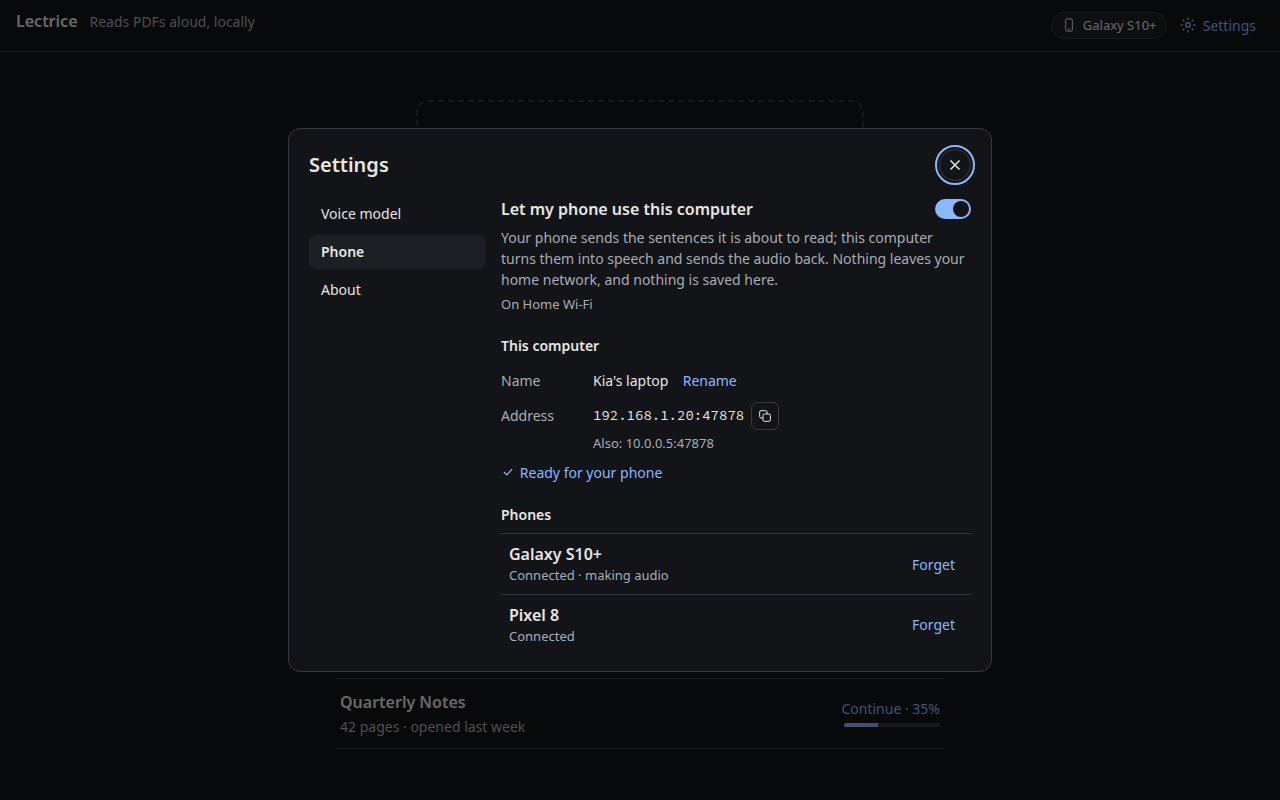 Lectrice Reads PDFs aloud, locally
Galaxy S10+ Settings
Settings
Voice model
Phone
About
Let my phone use this computer
Your phone sends the sentences it is about to read; this computer
turns them into speech and sends the audio back. Nothing leaves your
home network, and nothing is saved here.
On Home Wi-Fi
This computer
Name Kia's laptop Rename
Address 192.168.1.20:47878
Also: 10.0.0.5:47878
Ready for your phone
Phones
Galaxy S10+
Connected · making audio
Forget
Pixel 8
Connected
Forget
Quarterly Notes
42 pages · opened last week
Continue · 35%